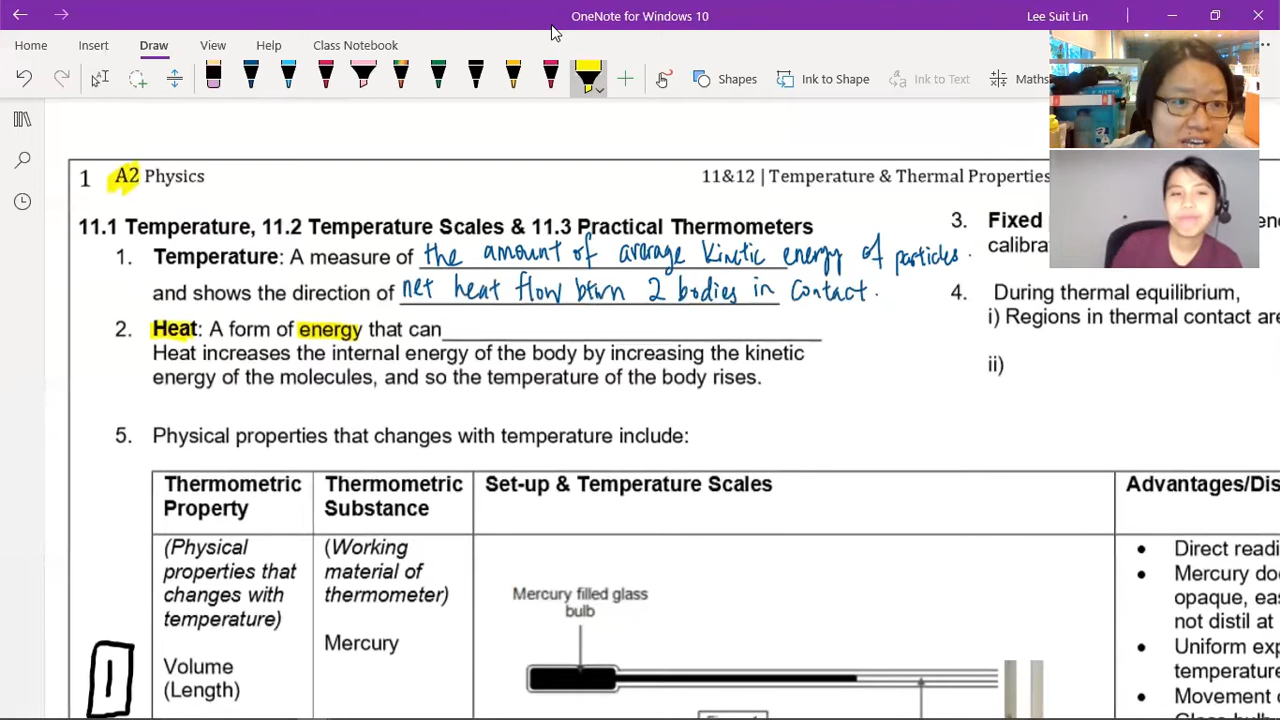 OneNote for Windows 10
Lee Suit Lin
Home Insert Draw View Help Class Notebook
Shapes Ink to Shape Ink to Text Maths
1 A2 Physics
11&12 | Temperature & Thermal Properties
11.1 Temperature, 11.2 Temperature Scales & 11.3 Practical Thermometers
1. Temperature: A measure of the amount of average kinetic energy of particles.
and shows the direction of net heat flow btwn 2 bodies in contact.
2. Heat: A form of energy that can
Heat increases the internal energy of the body by increasing the kinetic
energy of the molecules, and so the temperature of the body rises.
3. Fixed
calibra
4. During thermal equilibrium,
i) Regions in thermal contact are
ii)
5. Physical properties that changes with temperature include:
Thermometric
Property
Thermometric
Substance
Set-up & Temperature Scales
Advantages/Dis
(Physical
properties that
changes with
temperature)
Volume
(Length)
(Working
material of
thermometer)
Mercury
Mercury filled glass
bulb
• Direct readi
• Mercury doe
opaque, eas
not distil at
• Uniform exp
temperature
• Movement o
1